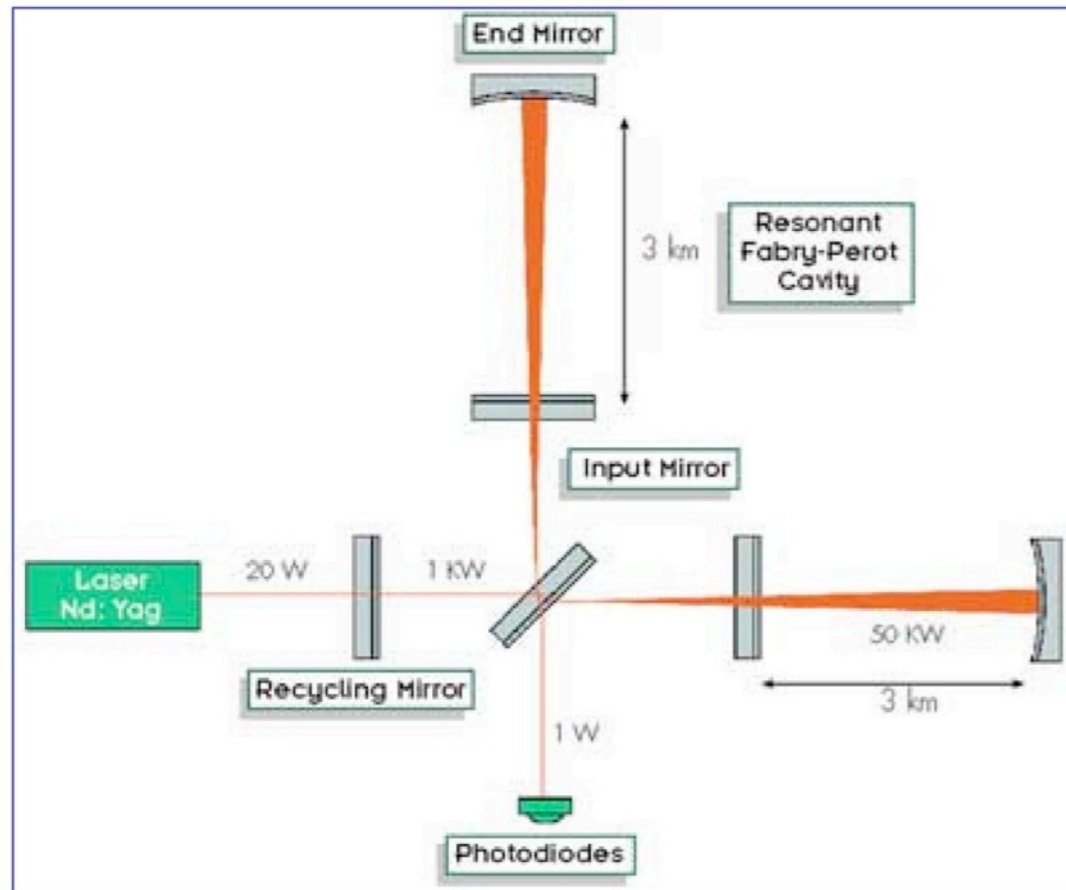 End Mirror
3 km
Resonant
Fabry-Perot
Cavity
Input Mirror
Laser
Nd: Yag
20 W
1 KW
50 KW
Recycling Mirror
3 km
1 W
Photodiodes